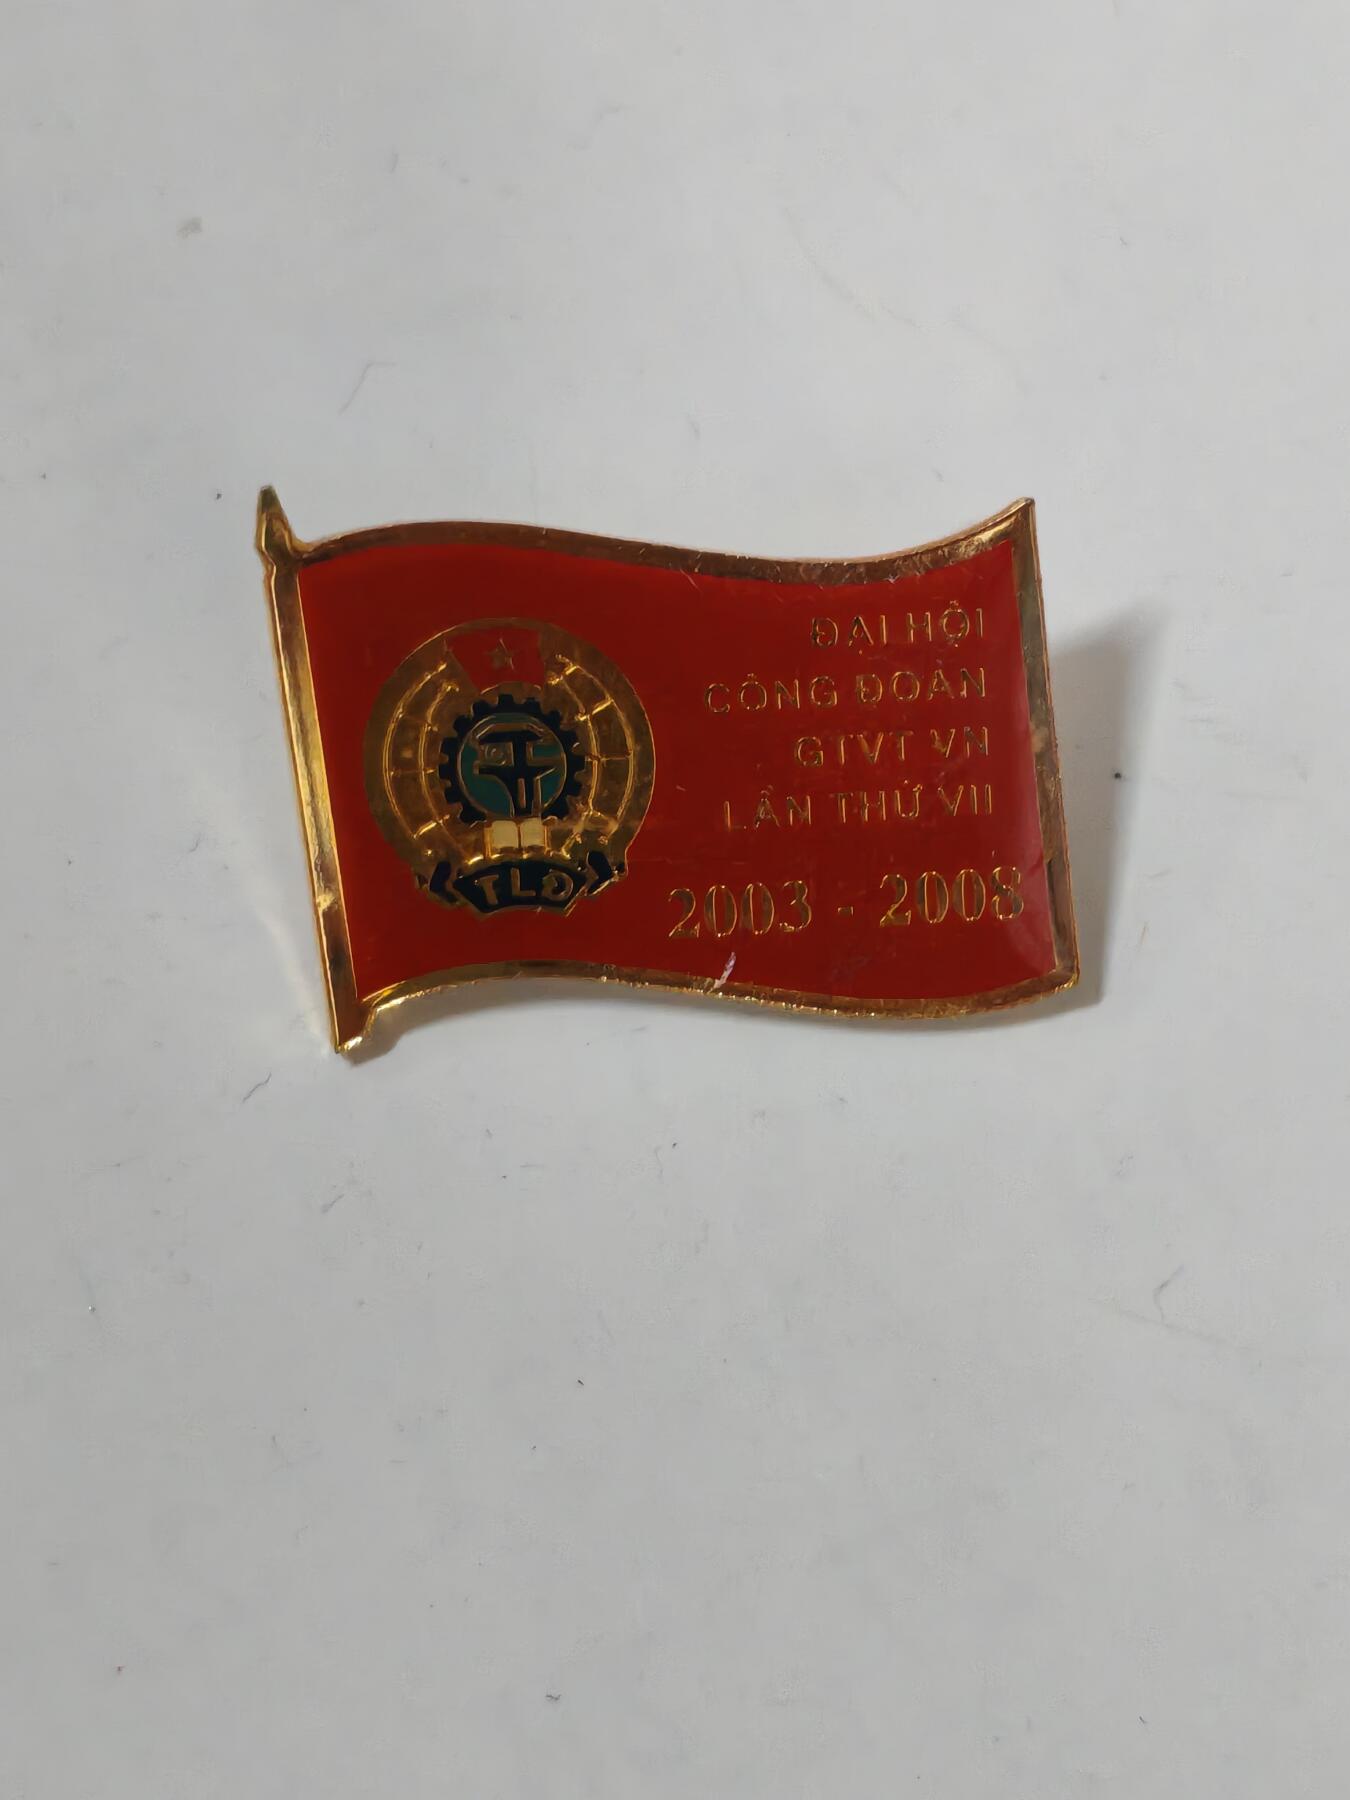 TLĐ
ĐẠI HỘI
CÔNG ĐOÀN
GTVT VN
LẦN THỨ VII
2003 - 2008